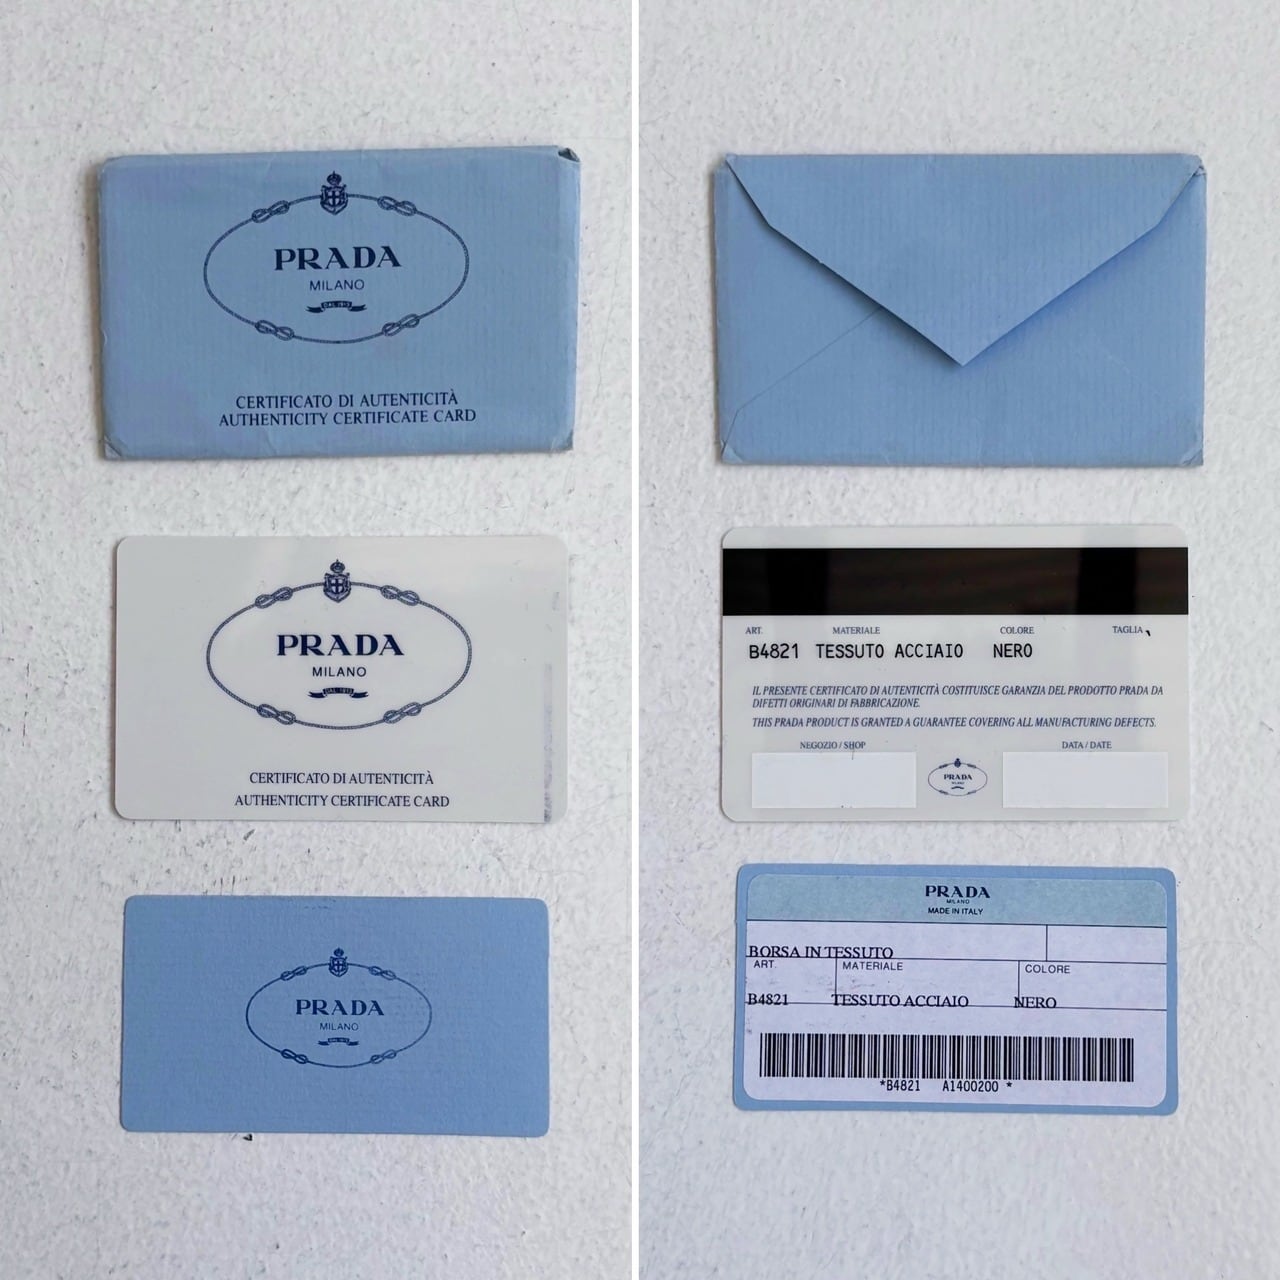 PRADA
MILANO
DAL 1913
CERTIFICATO DI AUTENTICITÀ
AUTHENTICITY CERTIFICATE CARD
PRADA
MILANO
DAL 1913
CERTIFICATO DI AUTENTICITÀ
AUTHENTICITY CERTIFICATE CARD
PRADA
MILANO
DAL 1913
ART. MATERIALE COLORE TAGLIA
B4821 TESSUTO ACCIAIO NERO
IL PRESENTE CERTIFICATO DI AUTENTICITÀ COSTITUISCE GARANZIA DEL PRODOTTO PRADA DA
DIFETTI ORIGINARI DI FABBRICAZIONE.
THIS PRADA PRODUCT IS GRANTED A GUARANTEE COVERING ALL MANUFACTURING DEFECTS.
NEGOZIO / SHOP DATA / DATE
PRADA
MILANO
PRADA
MILANO
MADE IN ITALY
BORSA IN TESSUTO
ART. MATERIALE COLORE
B4821 TESSUTO ACCIAIO NERO
*B4821 A1400200 *